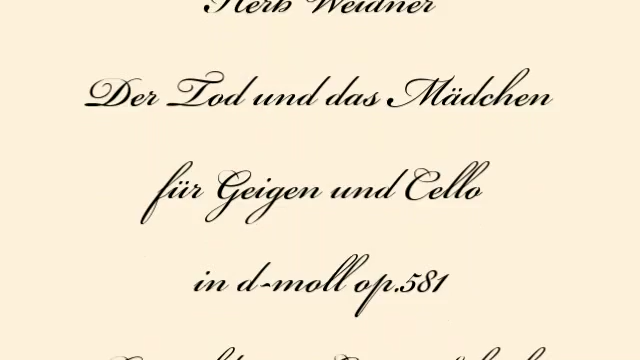 Herb Weidner
Der Tod und das Mädchen
für Geigen und Cello
in d-moll op.581